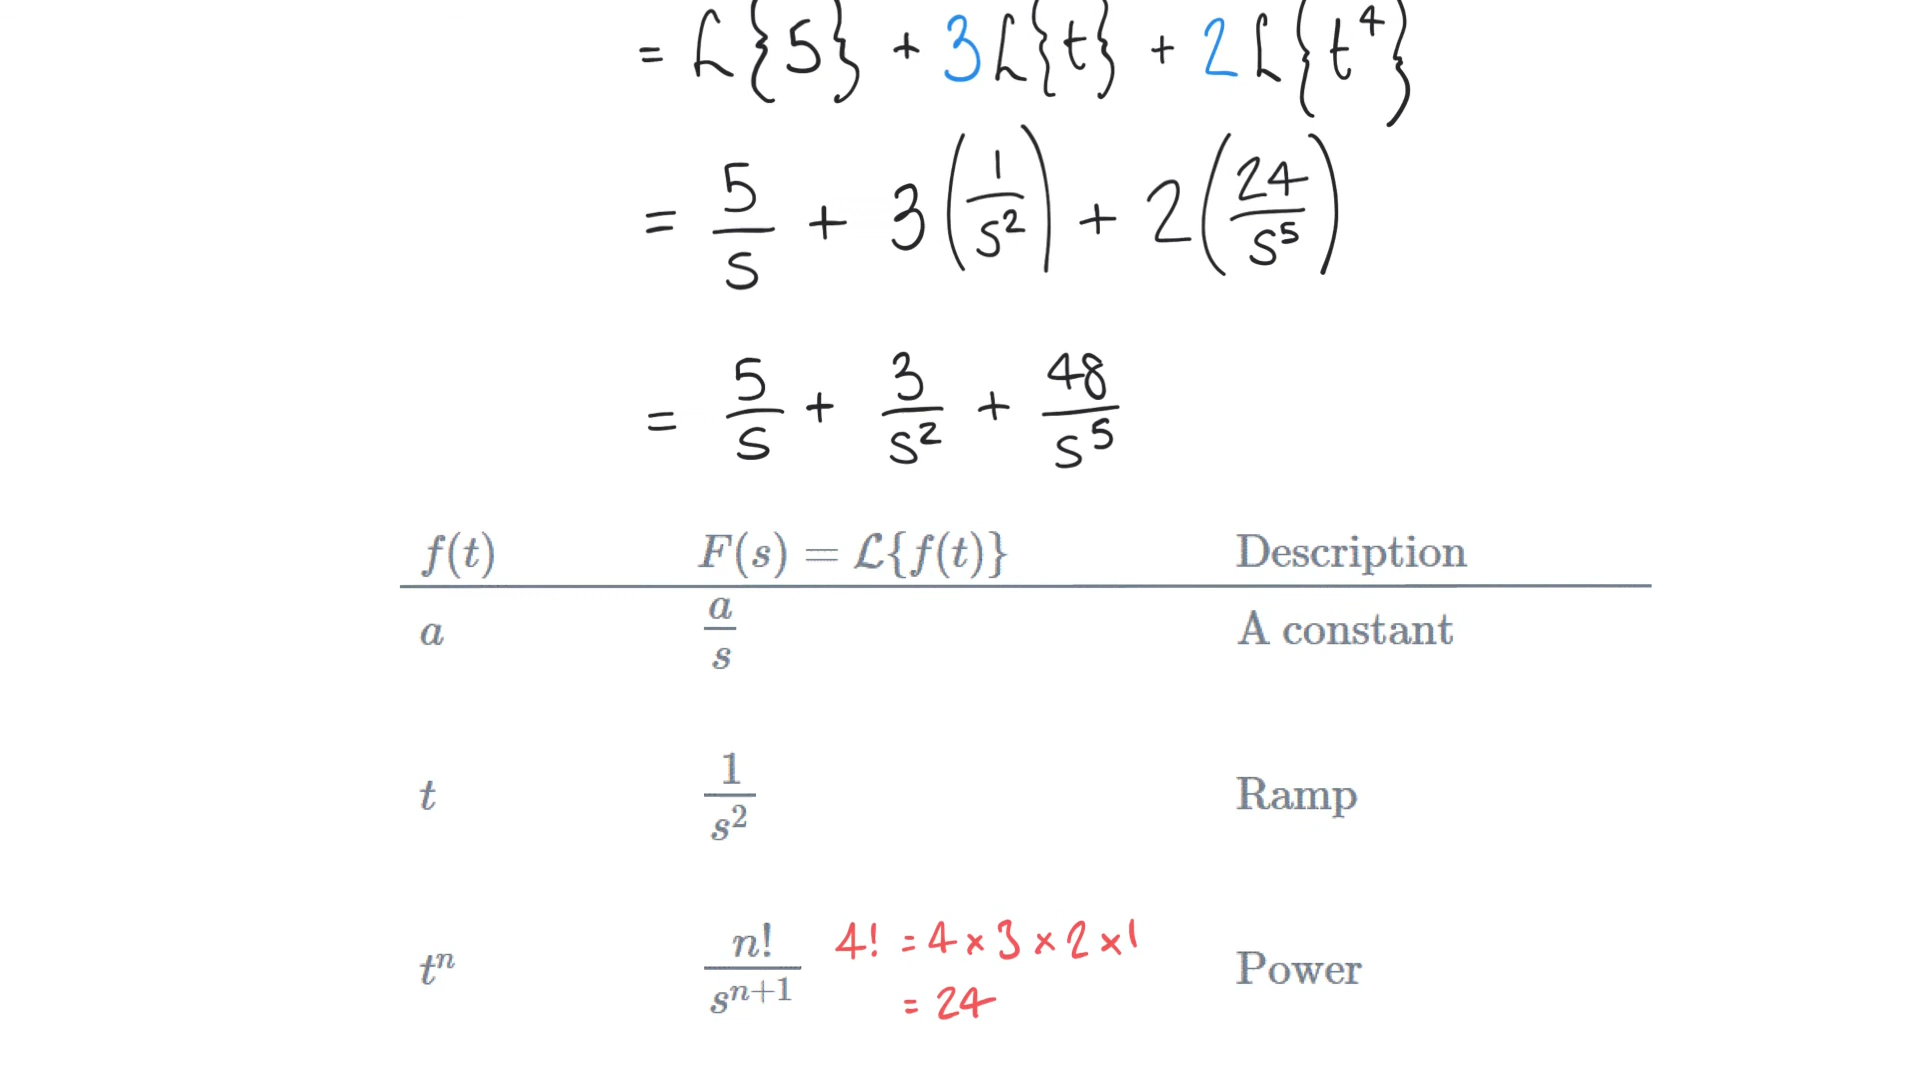 = ℒ{5} + 3ℒ{t} + 2ℒ{t⁴}
= 5/s + 3(1/s²) + 2(24/s⁵)
= 5/s + 3/s² + 48/s⁵
f(t) F(s) = ℒ{f(t)} Description
a a/s A constant
t 1/s² Ramp
tⁿ n!/sⁿ⁺¹ 4! = 4 × 3 × 2 × 1 Power
= 24